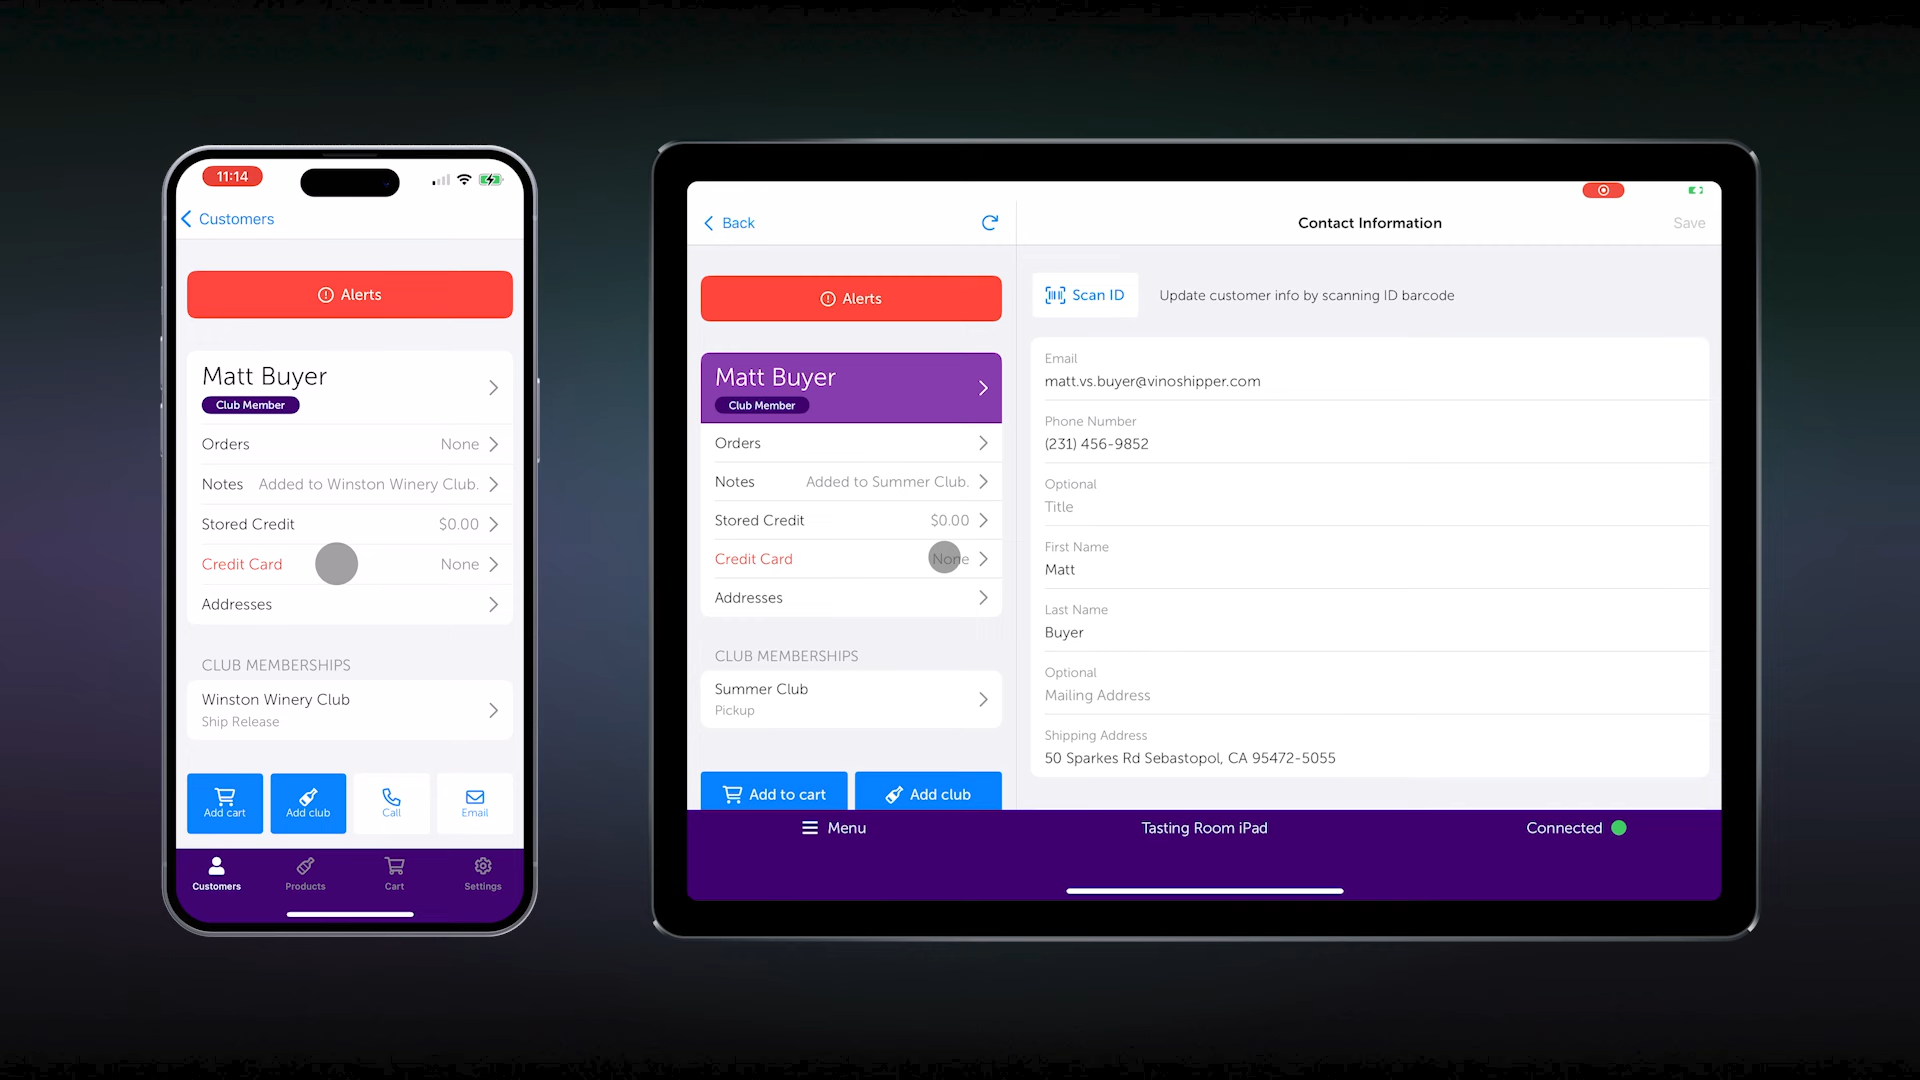 11:14
Customers
Alerts
Matt Buyer
Club Member
Orders None
Notes Added to Winston Winery Club.
Stored Credit $0.00
Credit Card None
Addresses
CLUB MEMBERSHIPS
Winston Winery Club
Ship Release
Add cart Add club Call Email
Customers Products Cart Settings
Back
Alerts
Matt Buyer
Club Member
Orders
Notes Added to Summer Club.
Stored Credit $0.00
Credit Card None
Addresses
CLUB MEMBERSHIPS
Summer Club
Pickup
Add to cart Add club
Contact Information Save
Scan ID Update customer info by scanning ID barcode
Email
matt.vs.buyer@vinoshipper.com
Phone Number
(231) 456-9852
Optional
Title
First Name
Matt
Last Name
Buyer
Optional
Mailing Address
Shipping Address
50 Sparkes Rd Sebastopol, CA 95472-5055
Menu Tasting Room iPad Connected